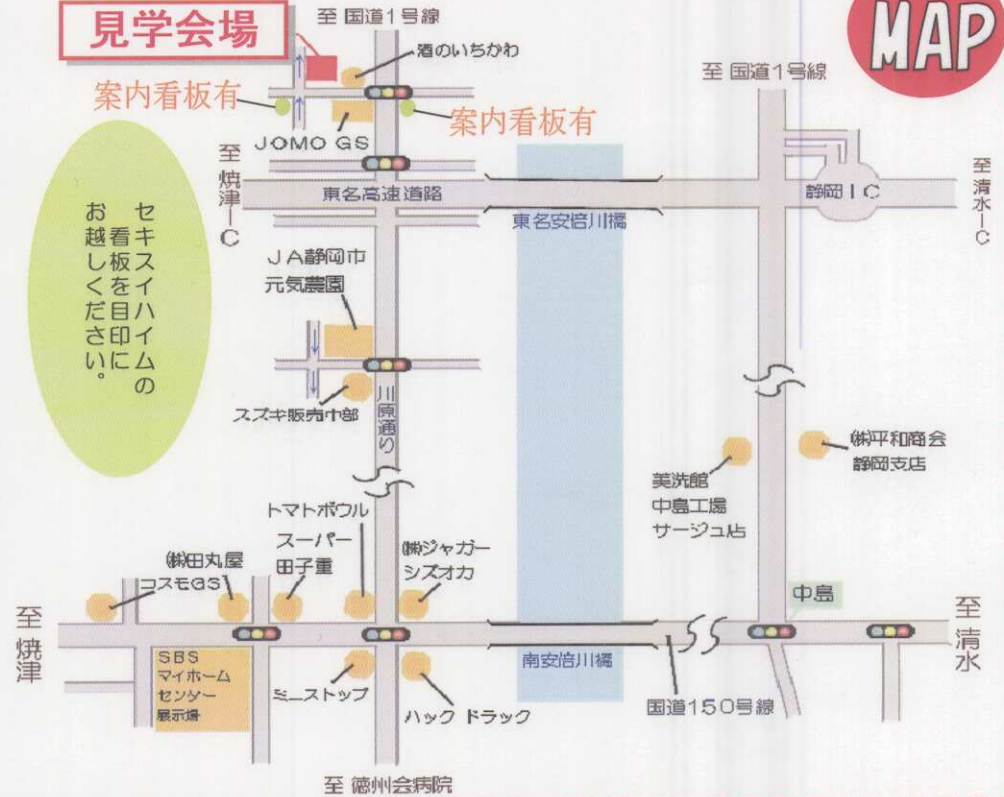 見学会場
至 国道1号線
MAP
酒のいちかわ
至 国道1号線
案内看板有
案内看板有
JOMO GS
至焼津IC
東名高速道路
静岡IC
至清水IC
東名安倍川橋
セキスイハイムの
看板を目印に
お越しください。
JA静岡市
元気農園
スズキ販売中部
川原通り
㈱平和商会
静岡支店
美洗館
中島工場
サージュ店
トマトボウル
スーパー
田子重
㈱ジャガー
シズオカ
㈱田丸屋
コスモGS
中島
至焼津
至清水
SBS
マイホーム
センター
展示場
ミニストップ
ハック ドラック
南安倍川橋
国道150号線
至 徳州会病院